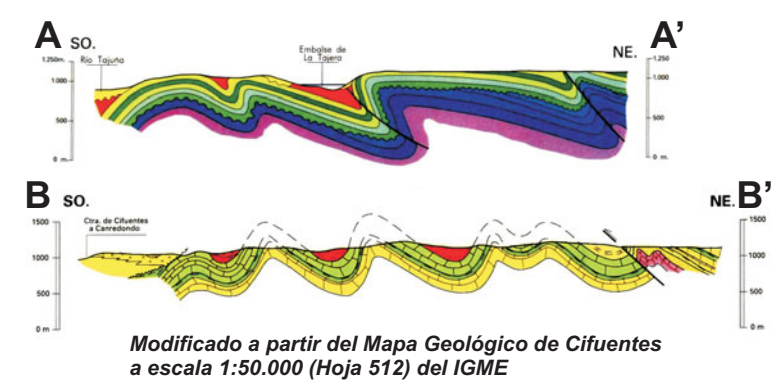 A SO.
Río Tajuña
Embalse de
La Tajera
NE. A'
1.250m.
1.000
500
0 m.
1.250
1.000
500
0 m.
B SO.
Ctra. de Cifuentes
a Canredondo
NE. B'
1500
1000
500
0 m
1500
1000
500
0 m
Modificado a partir del Mapa Geológico de Cifuentes
a escala 1:50.000 (Hoja 512) del IGME